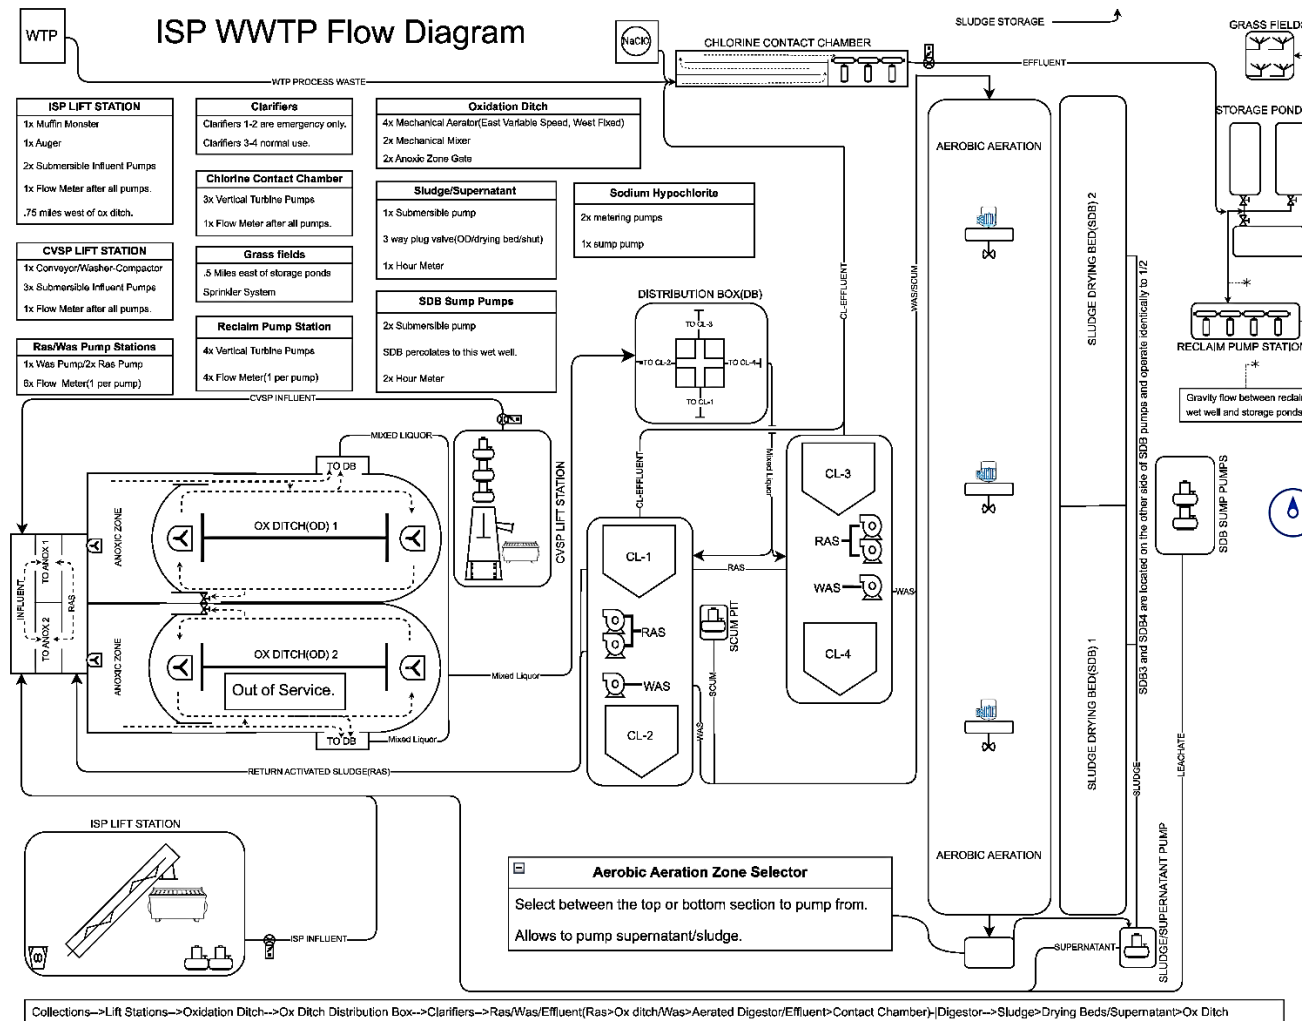 WTP
ISP WWTP Flow Diagram
NaClO
CHLORINE CONTACT CHAMBER
SLUDGE STORAGE
GRASS FIELDS
WTP PROCESS WASTE
EFFLUENT
ISP LIFT STATION
1x Muffin Monster
1x Auger
2x Submersible Influent Pumps
1x Flow Meter after all pumps.
.75 miles west of ox ditch.
Clarifiers
Clarifiers 1-2 are emergency only.
Clarifiers 3-4 normal use.
Oxidation Ditch
4x Mechanical Aerator(East Variable Speed, West Fixed)
2x Mechanical Mixer
2x Anoxic Zone Gate
Chlorine Contact Chamber
3x Vertical Turbine Pumps
1x Flow Meter after all pumps.
Sludge/Supernatant
1x Submersible pump
3 way plug valve(OD/drying bed/shut)
1x Hour Meter
Sodium Hypochlorite
2x metering pumps
1x sump pump
CVSP LIFT STATION
1x Conveyor/Washer-Compactor
3x Submersible Influent Pumps
1x Flow Meter after all pumps.
Grass fields
.5 Miles east of storage ponds
Sprinkler System
SDB Sump Pumps
2x Submersible pump
SDB percolates to this wet well.
2x Hour Meter
Ras/Was Pump Stations
1x Was Pump/2x Ras Pump
6x Flow Meter(1 per pump)
Reclaim Pump Station
4x Vertical Turbine Pumps
4x Flow Meter(1 per pump)
DISTRIBUTION BOX(DB)
TO CL-3
TO CL-2
TO CL-4
TO CL-1
CL-EFFLUENT
WAS/SCUM
AEROBIC AERATION
SLUDGE DRYING BED(SDB) 2
SDB3 and SDB4 are located on the other side of SDB pumps and operate identically to 1/2
STORAGE POND
RECLAIM PUMP STATION
Gravity flow between reclaim
wet well and storage ponds
CVSP INFLUENT
MIXED LIQUOR
TO DB
OX DITCH(OD) 1
ANOXIC ZONE
CVSP LIFT STATION
CL-EFFLUENT
Mixed Liquor
CL-3
RAS
WAS
CL-4
WAS
CL-1
RAS
RAS
WAS
CL-2
SCUM PIT
SCUM
WAS
SDB SUMP PUMPS
INFLUENT
TO ANOX 1
RAS
TO ANOX 2
ANOXIC ZONE
OX DITCH(OD) 2
Out of Service.
TO DB
Mixed Liquor
Mixed Liquor
RETURN ACTIVATED SLUDGE(RAS)
SLUDGE DRYING BED(SDB) 1
SLUDGE
LEACHATE
ISP LIFT STATION
ISP INFLUENT
Aerobic Aeration Zone Selector
Select between the top or bottom section to pump from.
Allows to pump supernatant/sludge.
AEROBIC AERATION
SUPERNATANT
SLUDGE/SUPERNATANT PUMP
Collections-->Lift Stations-->Oxidation Ditch-->Ox Ditch Distribution Box-->Clarifiers-->Ras/Was/Effluent(Ras>Ox ditch/Was>Aerated Digestor/Effluent>Contact Chamber)-|Digestor-->Sludge>Drying Beds/Supernatant>Ox Ditch